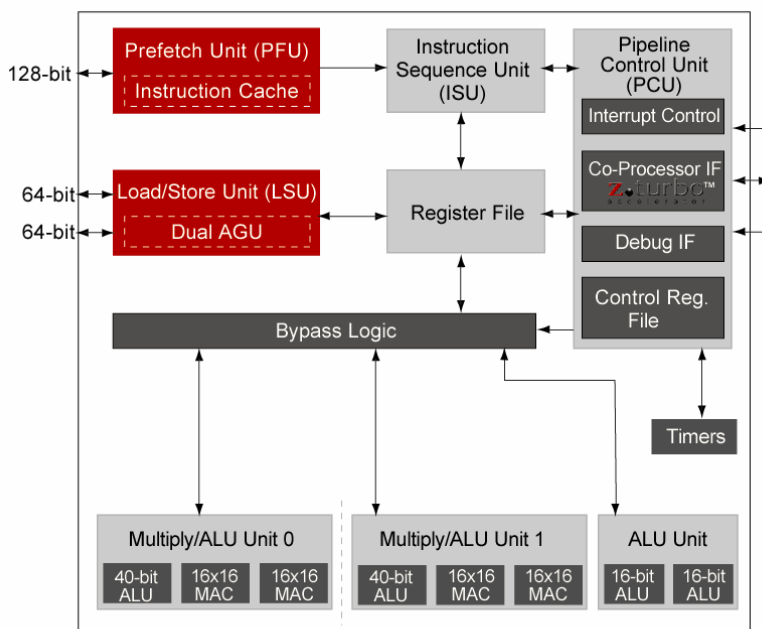 Prefetch Unit (PFU)
Instruction Cache
128-bit
Instruction
Sequence Unit
(ISU)
Pipeline
Control Unit
(PCU)
Interrupt Control
Co-Processor IF
Z.turbo™
accelerator
Debug IF
Control Reg.
File
64-bit
64-bit
Load/Store Unit (LSU)
Dual AGU
Register File
Bypass Logic
Timers
Multiply/ALU Unit 0
40-bit
ALU
16x16
MAC
16x16
MAC
Multiply/ALU Unit 1
40-bit
ALU
16x16
MAC
16x16
MAC
ALU Unit
16-bit
ALU
16-bit
ALU